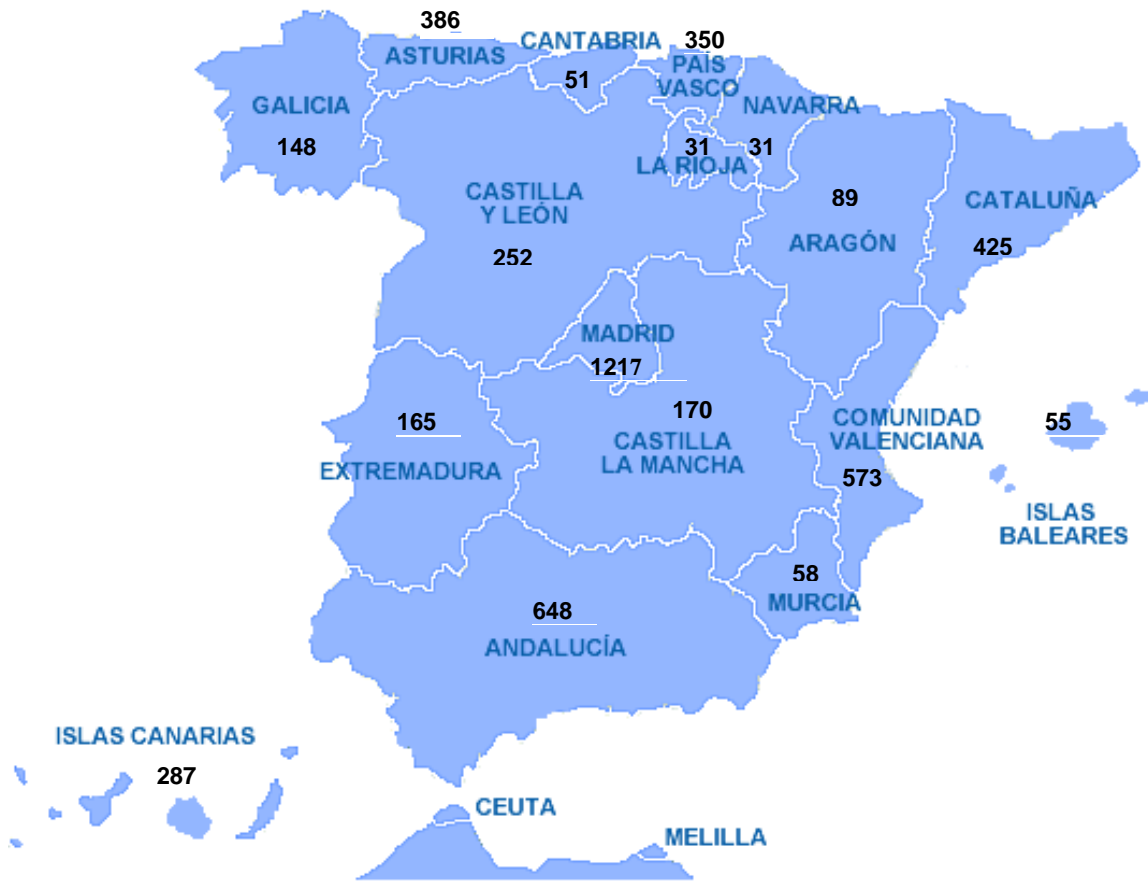 386
ASTURIAS
CANTABRIA
51
350
PAÍS
VASCO
GALICIA
148
NAVARRA
31
31
LA RIOJA
CASTILLA
Y LEÓN
252
89
ARAGÓN
CATALUÑA
425
MADRID
1217
165
EXTREMADURA
170
CASTILLA
LA MANCHA
COMUNIDAD
VALENCIANA
573
55
ISLAS
BALEARES
58
MURCIA
648
ANDALUCÍA
ISLAS CANARIAS
287
CEUTA
MELILLA